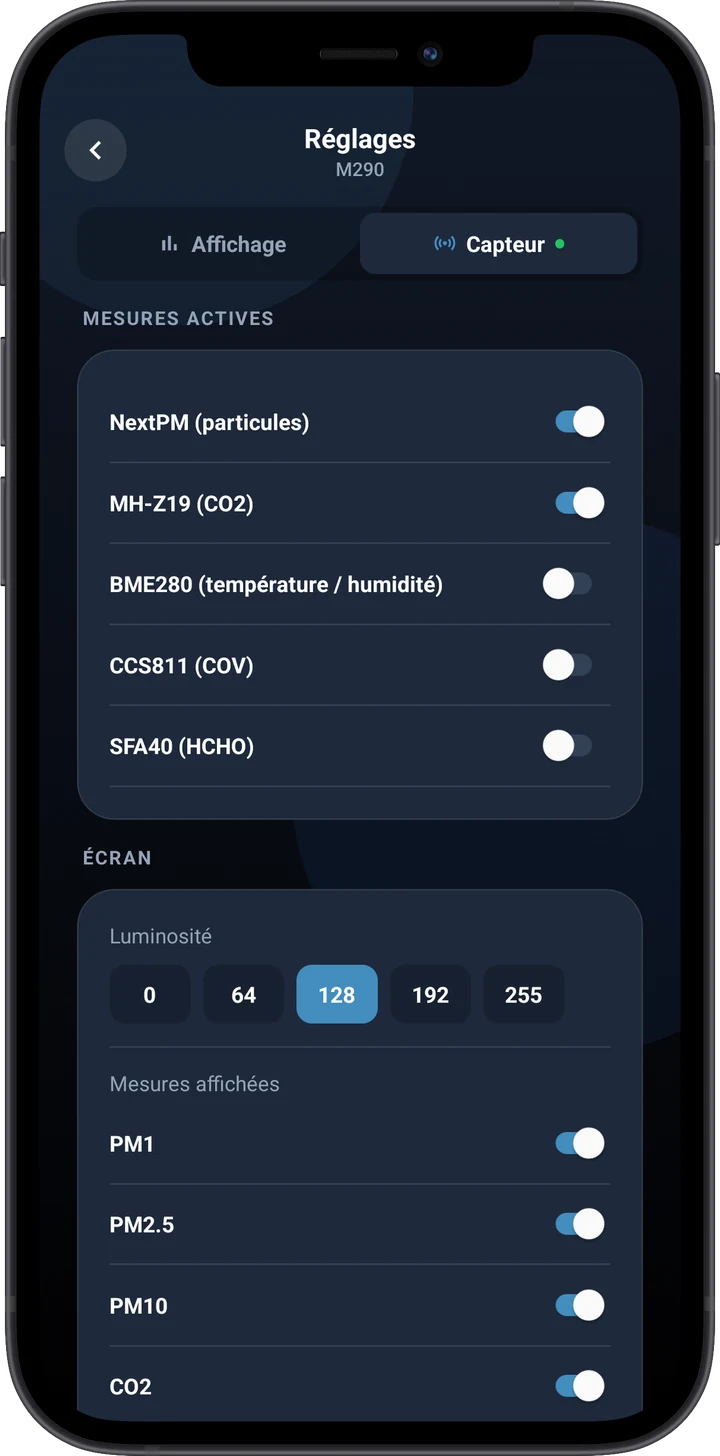 Réglages
M290
Affichage
Capteur
MESURES ACTIVES
NextPM (particules)
MH-Z19 (CO2)
BME280 (température / humidité)
CCS811 (COV)
SFA40 (HCHO)
ÉCRAN
Luminosité
0 64 128 192 255
Mesures affichées
PM1
PM2.5
PM10
CO2